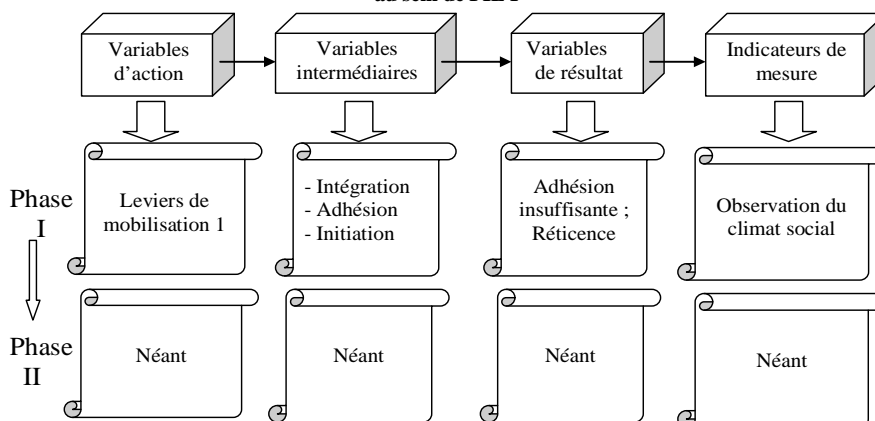 Variables
d'action
Variables
intermédiaires
Variables
de résultat
Indicateurs de
mesure
Phase
I
Leviers de
mobilisation 1
- Intégration
- Adhésion
- Initiation
Adhésion
insuffisante ;
Réticence
Observation du
climat social
Phase
II
Néant
Néant
Néant
Néant